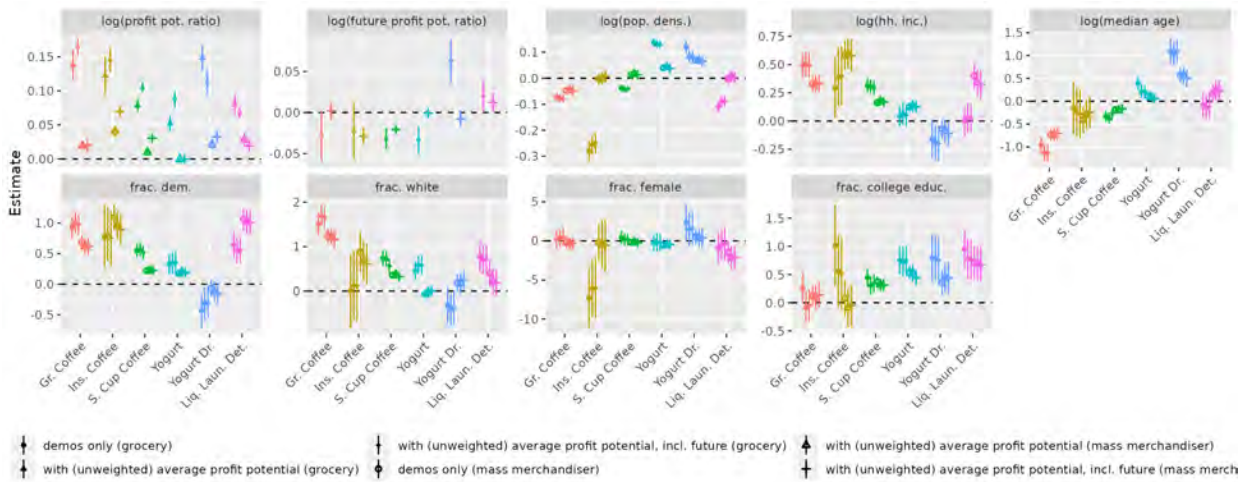 log(profit pot. ratio) log(future profit pot. ratio) log(pop. dens.) log(hh. inc.) log(median age)
0.15
0.10
0.05
0.00
0.05
0.00
-0.05
0.1
0.0
-0.1
-0.2
-0.3
0.75
0.50
0.25
0.00
-0.25
1.5
1.0
0.5
0.0
-0.5
-1.0
Estimate
frac. dem. frac. white frac. female frac. college educ.
1.0
0.5
0.0
-0.5
2
1
0
5
0
-5
-10
1.5
1.0
0.5
0.0
-0.5
Gr. Coffee
Ins. Coffee
S. Cup Coffee
Yogurt
Yogurt Dr.
Liq. Laun. Det.
Gr. Coffee
Ins. Coffee
S. Cup Coffee
Yogurt
Yogurt Dr.
Liq. Laun. Det.
Gr. Coffee
Ins. Coffee
S. Cup Coffee
Yogurt
Yogurt Dr.
Liq. Laun. Det.
Gr. Coffee
Ins. Coffee
S. Cup Coffee
Yogurt
Yogurt Dr.
Liq. Laun. Det.
Gr. Coffee
Ins. Coffee
S. Cup Coffee
Yogurt
Yogurt Dr.
Liq. Laun. Det.
demos only (grocery) with (unweighted) average profit potential, incl. future (grocery) with (unweighted) average profit potential (mass merchandiser)
with (unweighted) average profit potential (grocery) demos only (mass merchandiser) with (unweighted) average profit potential, incl. future (mass merch